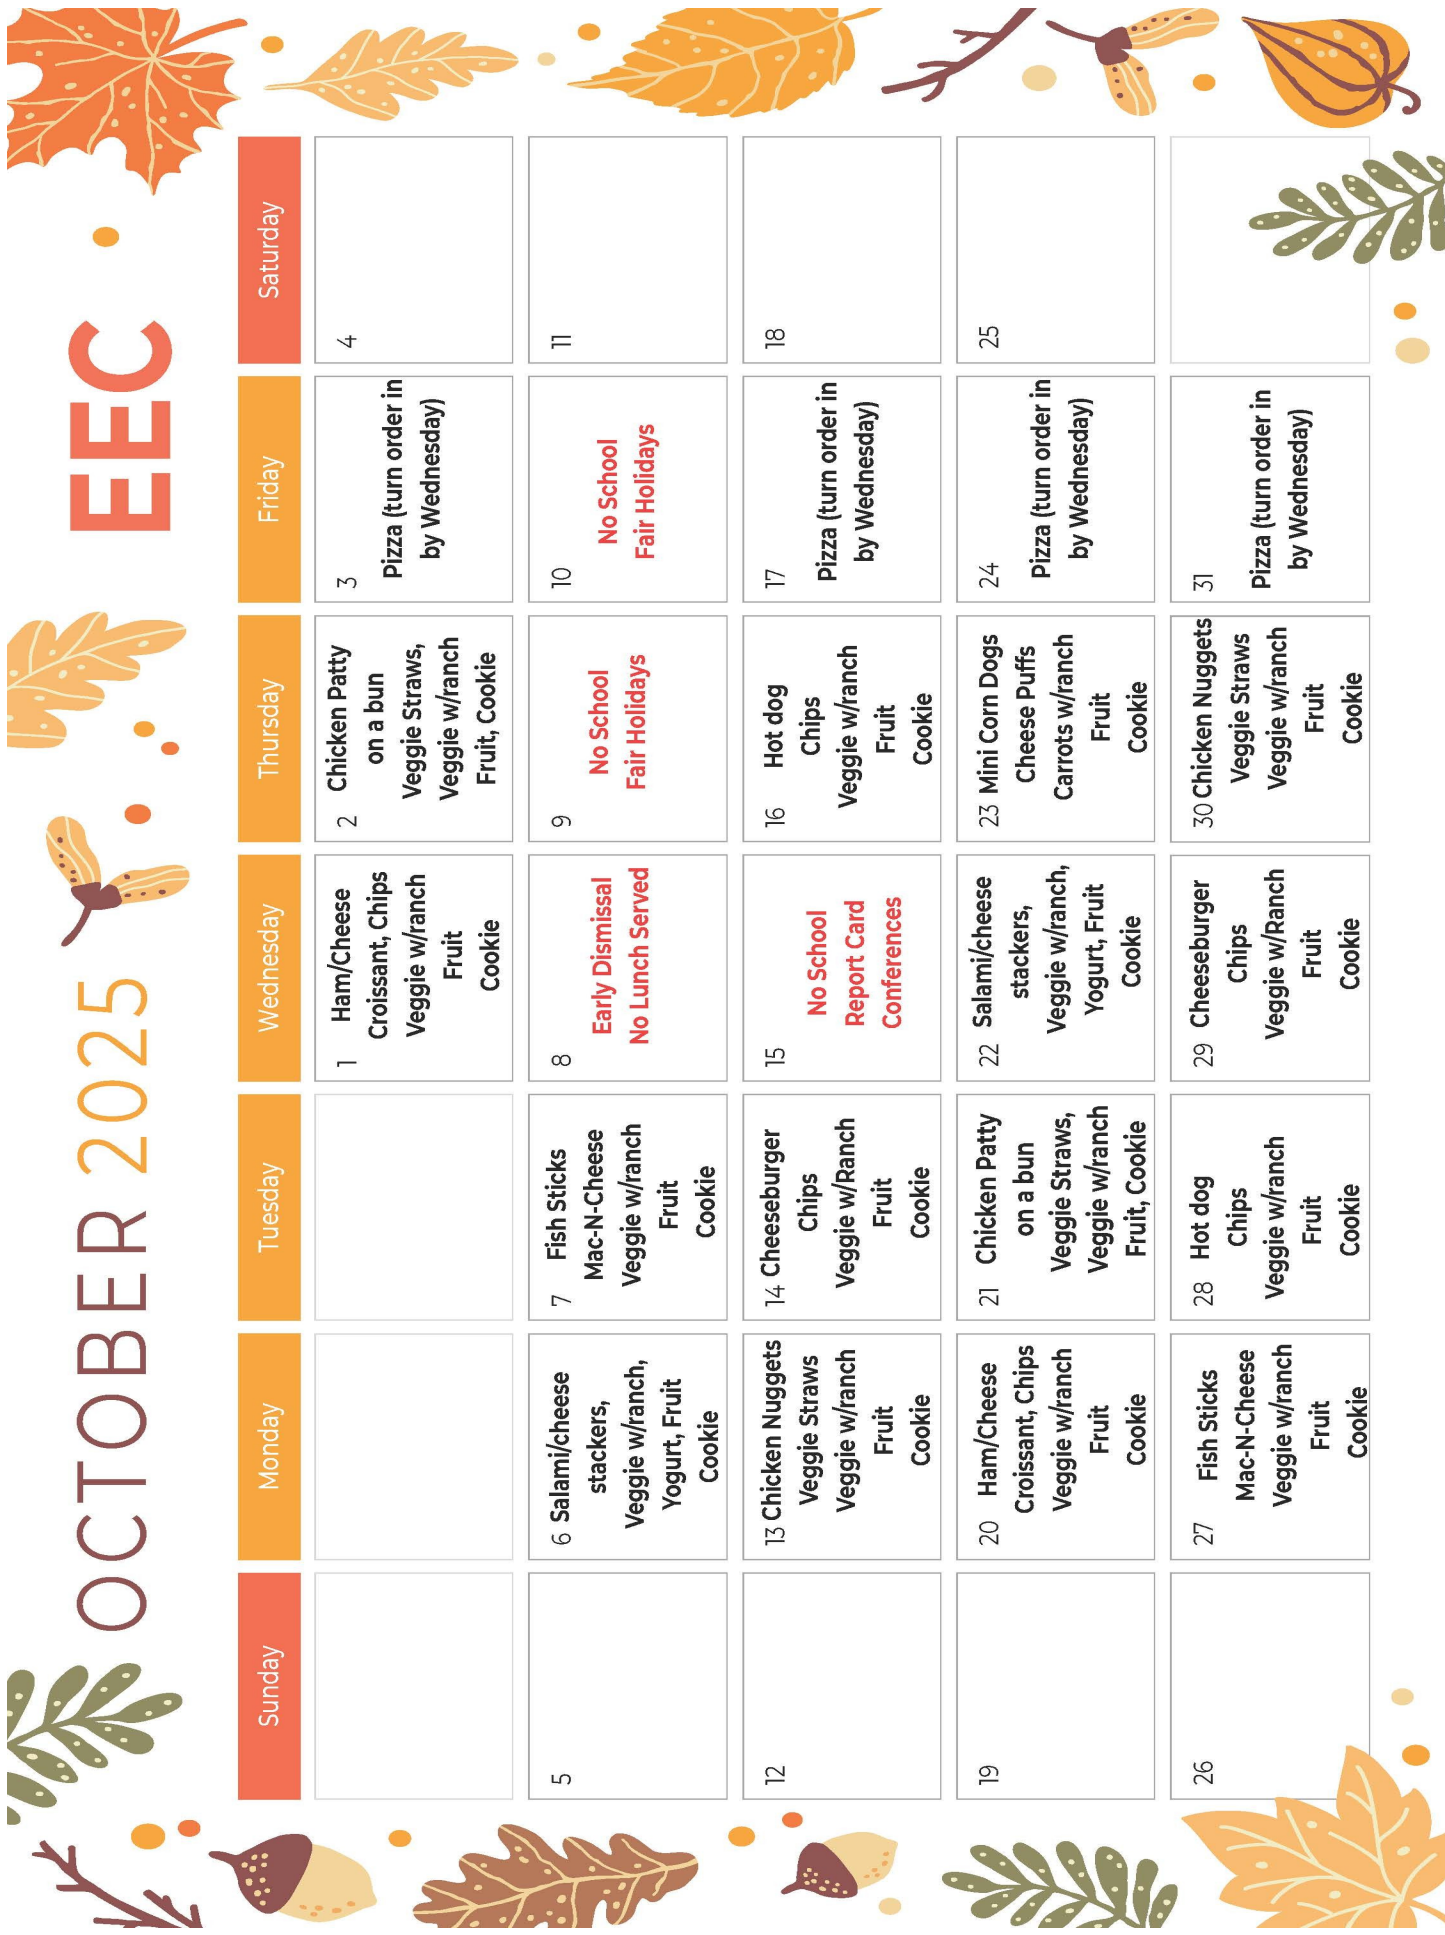 OCTOBER 2025 EEC
Sunday
Monday
Tuesday
Wednesday
Thursday
Friday
Saturday
1 Ham/Cheese
Croissant, Chips
Veggie w/ranch
Fruit
Cookie
2 Chicken Patty
on a bun
Veggie Straws,
Veggie w/ranch
Fruit, Cookie
3
Pizza (turn order in
by Wednesday)
4
5
6 Salami/cheese
stackers,
Veggie w/ranch,
Yogurt, Fruit
Cookie
7 Fish Sticks
Mac-N-Cheese
Veggie w/ranch
Fruit
Cookie
8
Early Dismissal
No Lunch Served
9
No School
Fair Holidays
10
No School
Fair Holidays
11
12
13 Chicken Nuggets
Veggie Straws
Veggie w/ranch
Fruit
Cookie
14 Cheeseburger
Chips
Veggie w/Ranch
Fruit
Cookie
15
No School
Report Card
Conferences
16 Hot dog
Chips
Veggie w/ranch
Fruit
Cookie
17
Pizza (turn order in
by Wednesday)
18
19
20 Ham/Cheese
Croissant, Chips
Veggie w/ranch
Fruit
Cookie
21 Chicken Patty
on a bun
Veggie Straws,
Veggie w/ranch
Fruit, Cookie
22 Salami/cheese
stackers,
Veggie w/ranch,
Yogurt, Fruit
Cookie
23 Mini Corn Dogs
Cheese Puffs
Carrots w/ranch
Fruit
Cookie
24
Pizza (turn order in
by Wednesday)
25
26
27 Fish Sticks
Mac-N-Cheese
Veggie w/ranch
Fruit
Cookie
28 Hot dog
Chips
Veggie w/ranch
Fruit
Cookie
29 Cheeseburger
Chips
Veggie w/Ranch
Fruit
Cookie
30 Chicken Nuggets
Veggie Straws
Veggie w/ranch
Fruit
Cookie
31
Pizza (turn order in
by Wednesday)